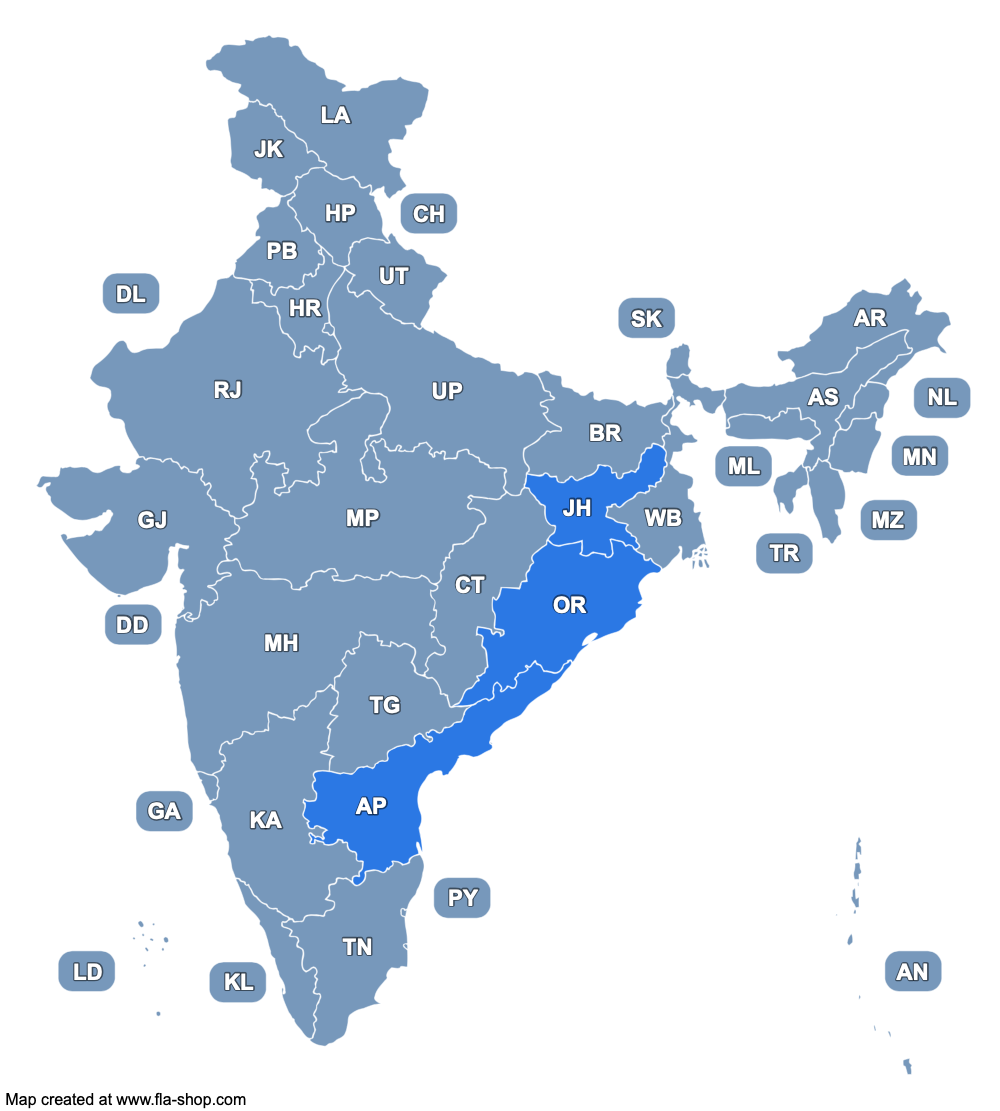 LA
JK
HP
CH
PB
UT
DL
HR
SK
AR
RJ
UP
AS
NL
BR
ML
MN
JH
GJ
MP
WB
MZ
TR
CT
OR
DD
MH
TG
AP
GA
KA
PY
TN
LD
KL
AN
Map created at www.fla-shop.com